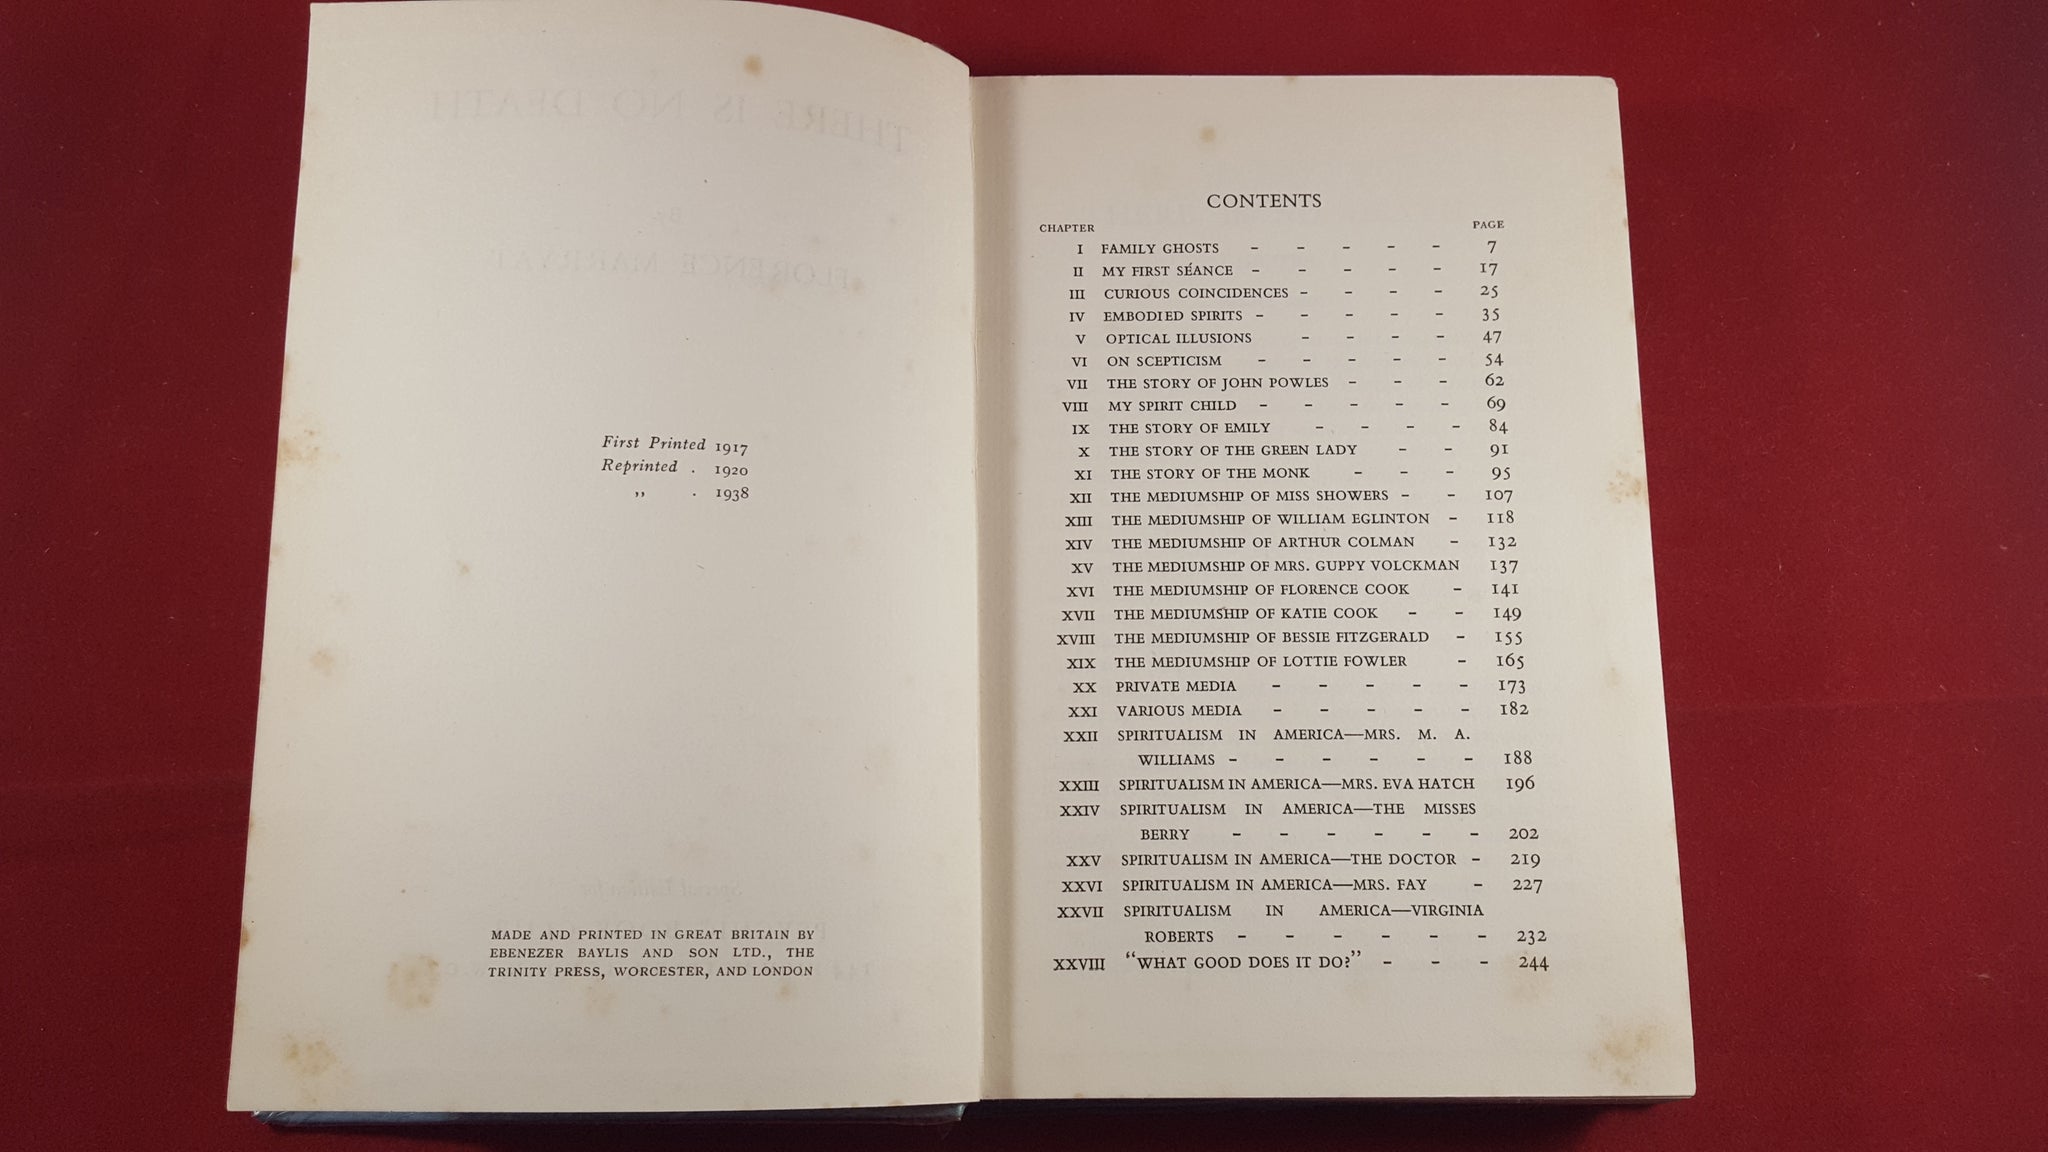 THERE IS NO DEATH
By
FLORENCE MARRYAT
First Printed 1917
Reprinted . 1920
,, . 1938
Special Edition for
MADE AND PRINTED IN GREAT BRITAIN BY
EBENEZER BAYLIS AND SON LTD., THE
TRINITY PRESS, WORCESTER, AND LONDON
CONTENTS
CHAPTER PAGE
I FAMILY GHOSTS - - - - - 7
II MY FIRST SÉANCE - - - - - 17
III CURIOUS COINCIDENCES - - - - 25
IV EMBODIED SPIRITS - - - - - 35
V OPTICAL ILLUSIONS - - - - 47
VI ON SCEPTICISM - - - - - 54
VII THE STORY OF JOHN POWLES - - - 62
VIII MY SPIRIT CHILD - - - - - 69
IX THE STORY OF EMILY - - - - 84
X THE STORY OF THE GREEN LADY - - 91
XI THE STORY OF THE MONK - - - 95
XII THE MEDIUMSHIP OF MISS SHOWERS - - 107
XIII THE MEDIUMSHIP OF WILLIAM EGLINTON - 118
XIV THE MEDIUMSHIP OF ARTHUR COLMAN - 132
XV THE MEDIUMSHIP OF MRS. GUPPY VOLCKMAN 137
XVI THE MEDIUMSHIP OF FLORENCE COOK - 141
XVII THE MEDIUMSHIP OF KATIE COOK - - 149
XVIII THE MEDIUMSHIP OF BESSIE FITZGERALD - 155
XIX THE MEDIUMSHIP OF LOTTIE FOWLER - 165
XX PRIVATE MEDIA - - - - - 173
XXI VARIOUS MEDIA - - - - - 182
XXII SPIRITUALISM IN AMERICA—MRS. M. A.
WILLIAMS - - - - - - 188
XXIII SPIRITUALISM IN AMERICA—MRS. EVA HATCH 196
XXIV SPIRITUALISM IN AMERICA—THE MISSES
BERRY - - - - - - 202
XXV SPIRITUALISM IN AMERICA—THE DOCTOR - 219
XXVI SPIRITUALISM IN AMERICA—MRS. FAY - 227
XXVII SPIRITUALISM IN AMERICA—VIRGINIA
ROBERTS - - - - - - 232
XXVIII "WHAT GOOD DOES IT DO?" - - - 244